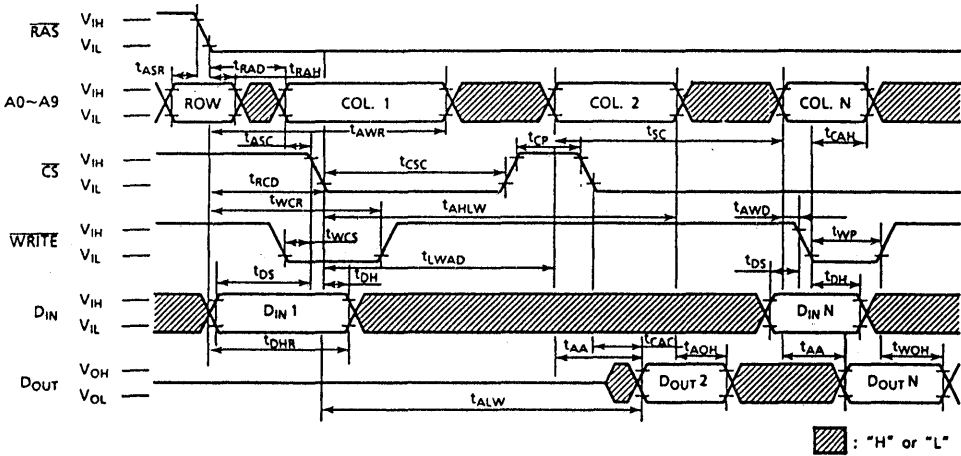 RAS VIH
VIL
tASR tRAD tRAH
A0~A9 VIH
VIL
ROW COL. 1 COL. 2 COL. N
tAWR tSC tCAH
tASC tCP
CS VIH
VIL
tCSC
tRCD
tWCR tAHLW tAWD
WRITE VIH
VIL
tWCS tWP
tLWAD
tDS tDH tDS tDH
DIN VIH
VIL
DIN 1 DIN N
tDHR tAA tCAC tAOH tAA tWOH
DOUT VOH
VOL
DOUT 2 DOUT N
tALW
: "H" or "L"